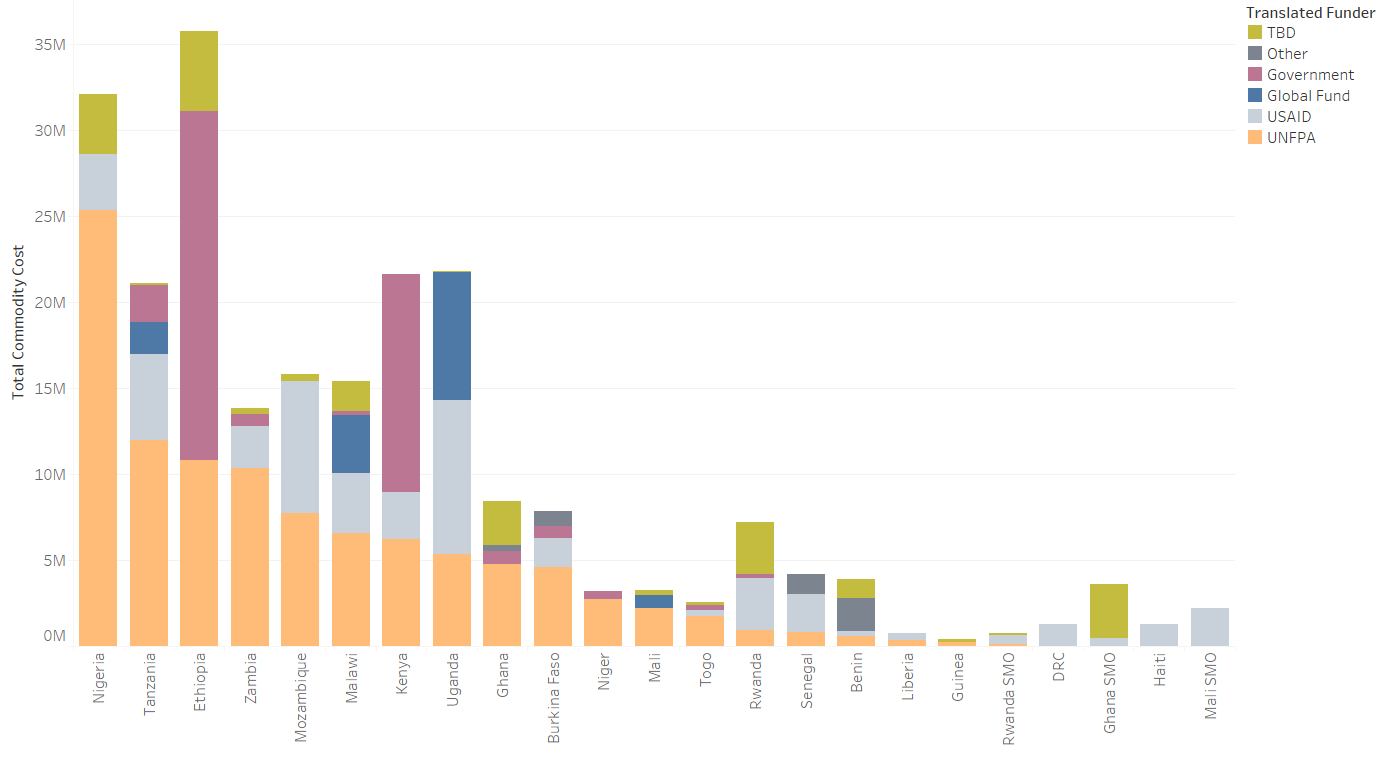 Translated Funder
TBD
Other
Government
Global Fund
USAID
UNFPA
Total Commodity Cost
35M
30M
25M
20M
15M
10M
5M
0M
Nigeria
Tanzania
Ethiopia
Zambia
Mozambique
Malawi
Kenya
Uganda
Ghana
Burkina Faso
Niger
Mali
Togo
Rwanda
Senegal
Benin
Liberia
Guinea
Rwanda SMO
DRC
Ghana SMO
Haiti
Mali SMO